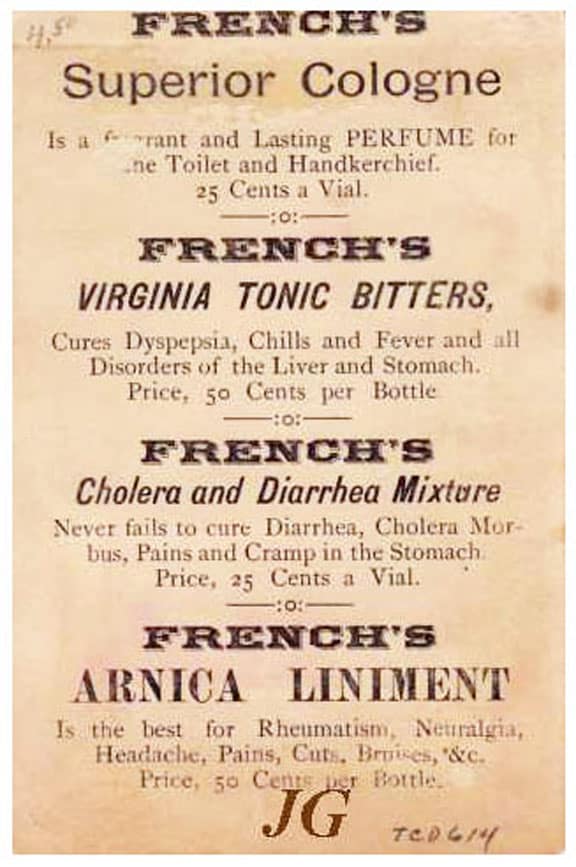 4.50
FRENCH'S
Superior Cologne
Is a and Lasting PERFUME for
Toilet and Handkerchief.
25 Cents a Vial.
——:o:——
FRENCH'S
VIRGINIA TONIC BITTERS,
Cures Dyspepsia, Chills and Fever and all
Disorders of the Liver and Stomach.
Price, 50 Cents per Bottle
——:o:——
FRENCH'S
Cholera and Diarrhea Mixture
Never fails to cure Diarrhea, Cholera Mor-
bus, Pains and Cramp in the Stomach
Price, 25 Cents a Vial.
——:o:——
FRENCH'S
ARNICA LINIMENT
Is the best for Rheumatism, Neuralgia,
Headache, Pains, Cuts, Bruises, &c.
Price, 50 Cents per Bottle.
JG
TCD614